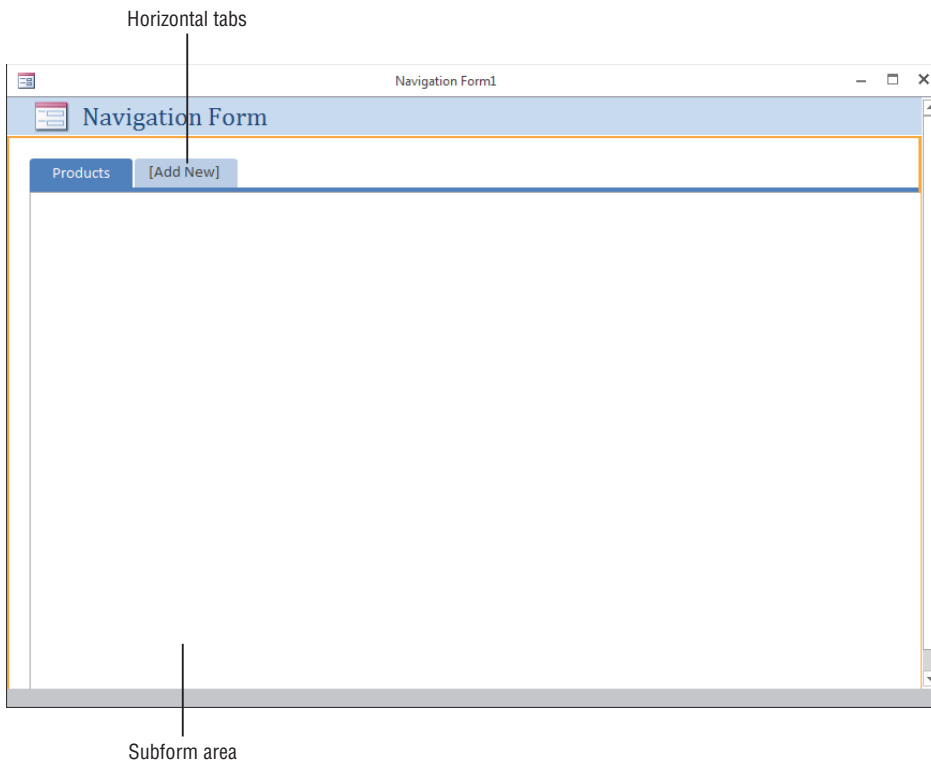 Horizontal tabs
Navigation Form1
Navigation Form
Products [Add New]
Subform area